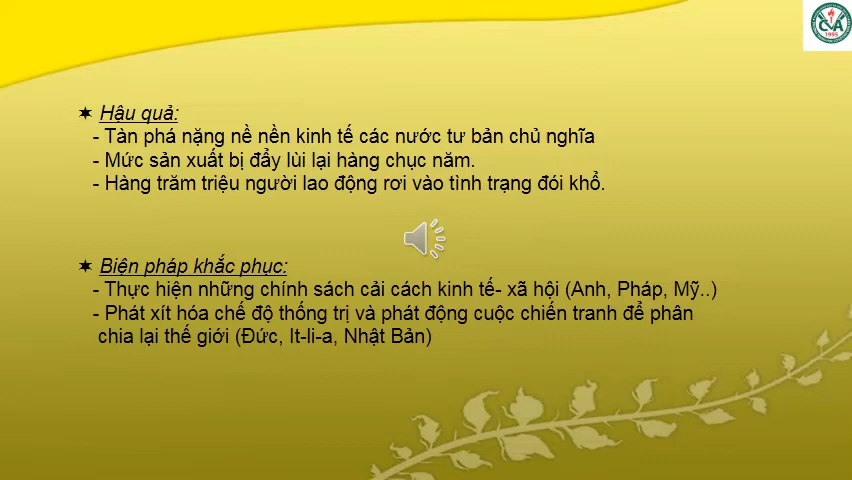 CVA
1995
✶ Hậu quả:
- Tàn phá nặng nề nền kinh tế các nước tư bản chủ nghĩa
- Mức sản xuất bị đẩy lùi lại hàng chục năm.
- Hàng trăm triệu người lao động rơi vào tình trạng đói khổ.
✶ Biện pháp khắc phục:
- Thực hiện những chính sách cải cách kinh tế- xã hội (Anh, Pháp, Mỹ..)
- Phát xít hóa chế độ thống trị và phát động cuộc chiến tranh để phân
chia lại thế giới (Đức, It-li-a, Nhật Bản)